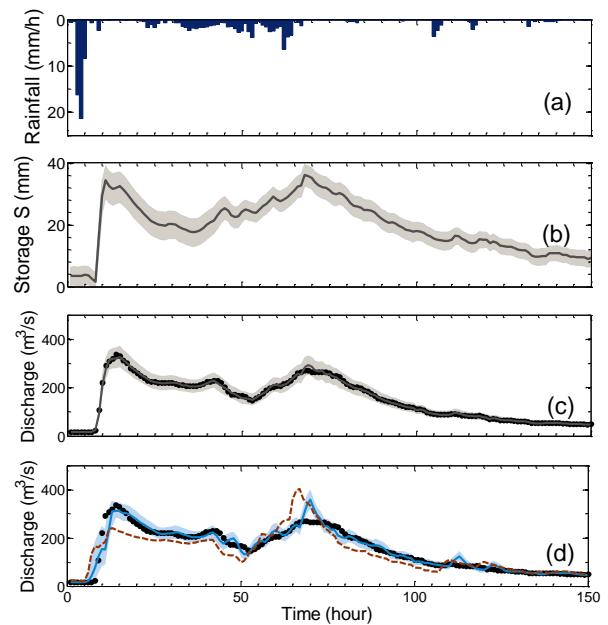 0
10
20
Rainfall (mm/h)
(a)
40
20
0
Storage S (mm)
(b)
400
200
0
Discharge (m³/s)
(c)
400
200
0
Discharge (m³/s)
(d)
0 50 100 150
Time (hour)